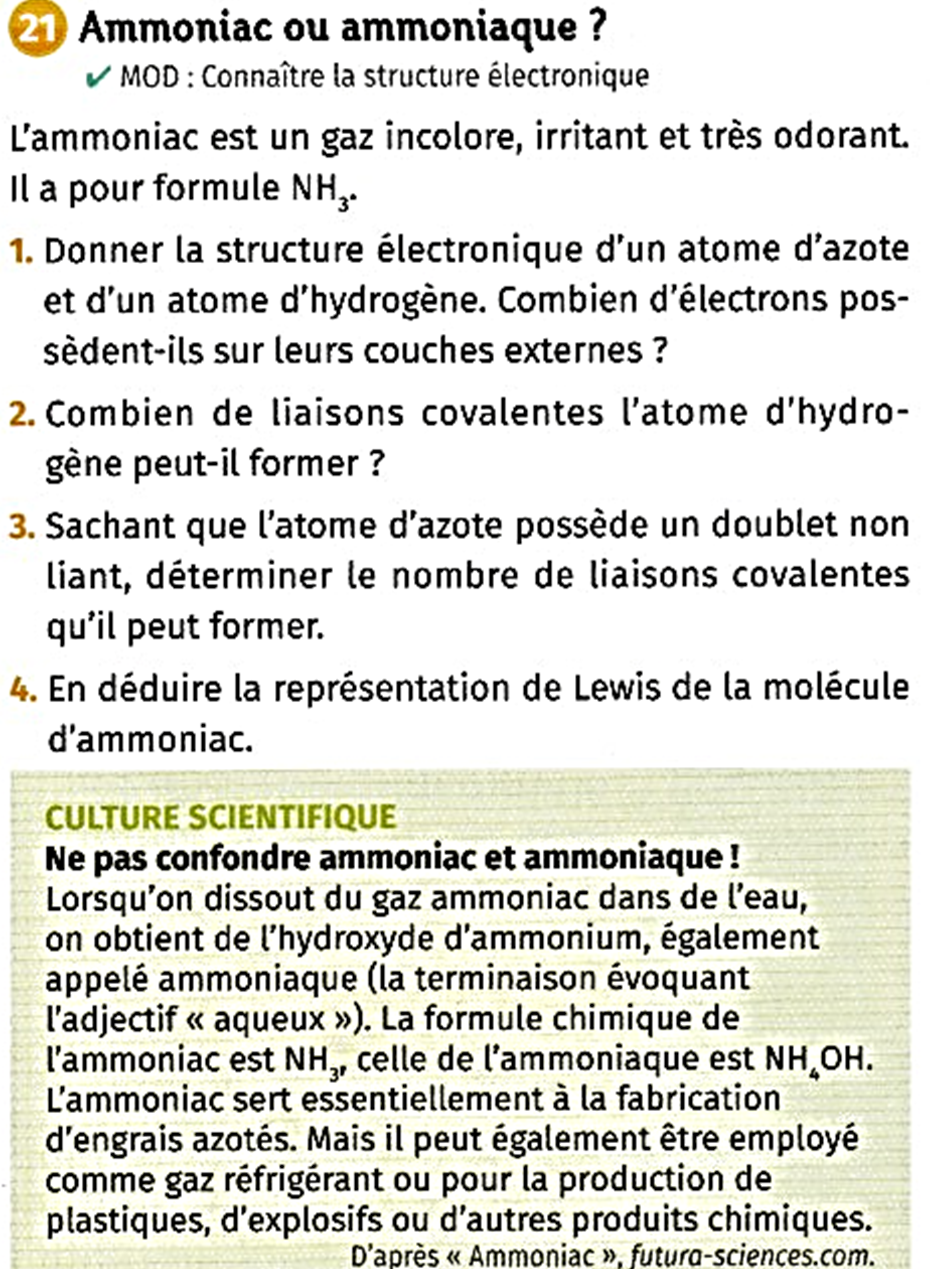 21 Ammoniac ou ammoniaque ?
✔ MOD : Connaître la structure électronique
L'ammoniac est un gaz incolore, irritant et très odorant.
Il a pour formule NH₃.
1. Donner la structure électronique d'un atome d'azote
et d'un atome d'hydrogène. Combien d'électrons pos-
sèdent-ils sur leurs couches externes ?
2. Combien de liaisons covalentes l'atome d'hydro-
gène peut-il former ?
3. Sachant que l'atome d'azote possède un doublet non
liant, déterminer le nombre de liaisons covalentes
qu'il peut former.
4. En déduire la représentation de Lewis de la molécule
d'ammoniac.
CULTURE SCIENTIFIQUE
Ne pas confondre ammoniac et ammoniaque !
Lorsqu'on dissout du gaz ammoniac dans de l'eau,
on obtient de l'hydroxyde d'ammonium, également
appelé ammoniaque (la terminaison évoquant
l'adjectif « aqueux »). La formule chimique de
l'ammoniac est NH₃, celle de l'ammoniaque est NH₄OH.
L'ammoniac sert essentiellement à la fabrication
d'engrais azotés. Mais il peut également être employé
comme gaz réfrigérant ou pour la production de
plastiques, d'explosifs ou d'autres produits chimiques.
D'après « Ammoniac », futura-sciences.com.